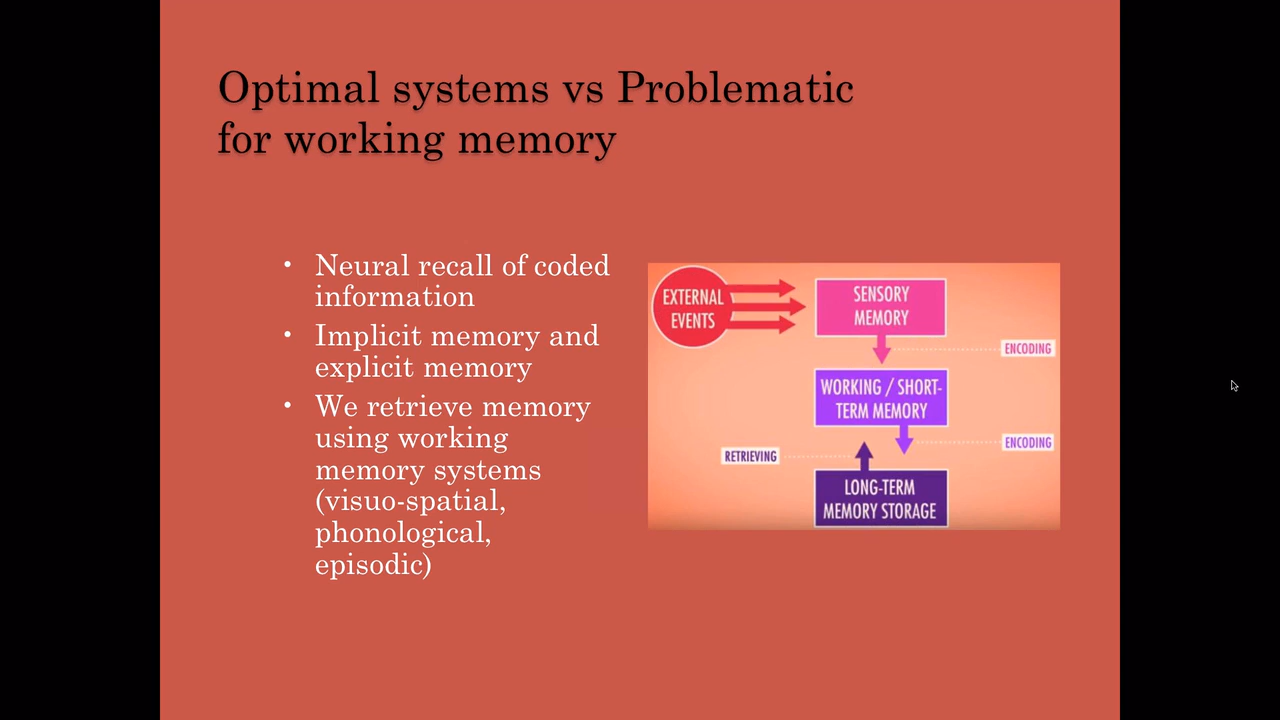 Optimal systems vs Problematic
for working memory
• Neural recall of coded
information
• Implicit memory and
explicit memory
• We retrieve memory
using working
memory systems
(visuo-spatial,
phonological,
episodic)
EXTERNAL
EVENTS
SENSORY
MEMORY
ENCODING
WORKING / SHORT-
TERM MEMORY
ENCODING
RETRIEVING
LONG-TERM
MEMORY STORAGE